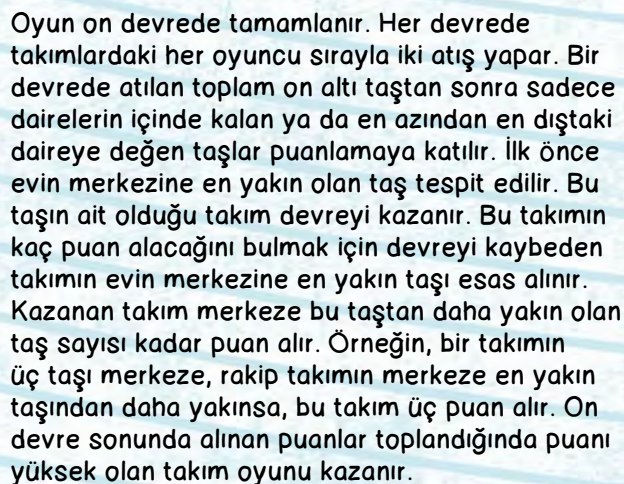 Oyun on devrede tamamlanır. Her devrede
takımlardaki her oyuncu sırayla iki atış yapar. Bir
devrede atılan toplam on altı taştan sonra sadece
dairelerin içinde kalan ya da en azından en dıştaki
daireye değen taşlar puanlamaya katılır. İlk önce
evin merkezine en yakın olan taş tespit edilir. Bu
taşın ait olduğu takım devreyi kazanır. Bu takımın
kaç puan alacağını bulmak için devreyi kaybeden
takımın evin merkezine en yakın taşı esas alınır.
Kazanan takım merkeze bu taştan daha yakın olan
taş sayısı kadar puan alır. Örneğin, bir takımın
üç taşı merkeze, rakip takımın merkeze en yakın
taşından daha yakınsa, bu takım üç puan alır. On
devre sonunda alınan puanlar toplandığında puanı
yüksek olan takım oyunu kazanır.